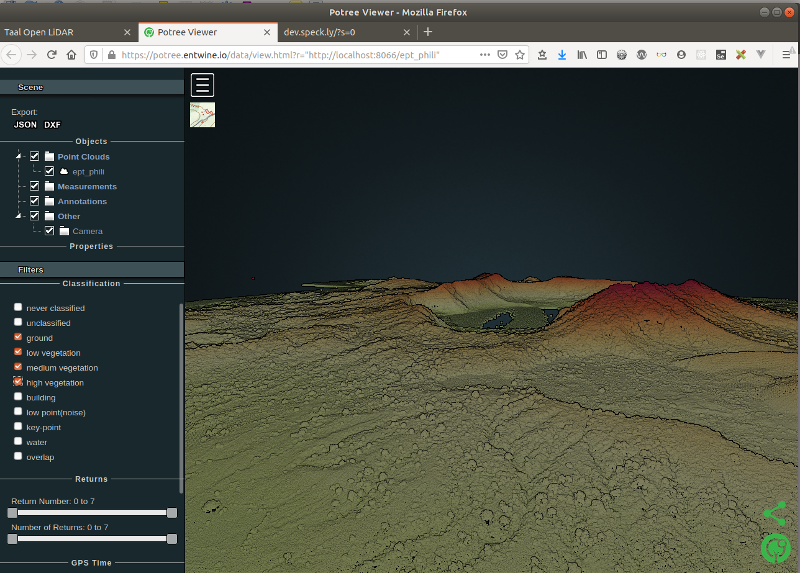 Potree Viewer - Mozilla Firefox
Taal Open LiDAR
Potree Viewer
dev.speck.ly/?s=0
https://potree.entwine.io/data/view.html?r="http://localhost:8066/ept_phili"
Scene
Export:
JSON DXF
Objects
Point Clouds
ept_phili
Measurements
Annotations
Other
Camera
Properties
Filters
Classification
never classified
unclassified
ground
low vegetation
medium vegetation
high vegetation
building
low point(noise)
key-point
water
overlap
Returns
Return Number: 0 to 7
Number of Returns: 0 to 7
GPS Time